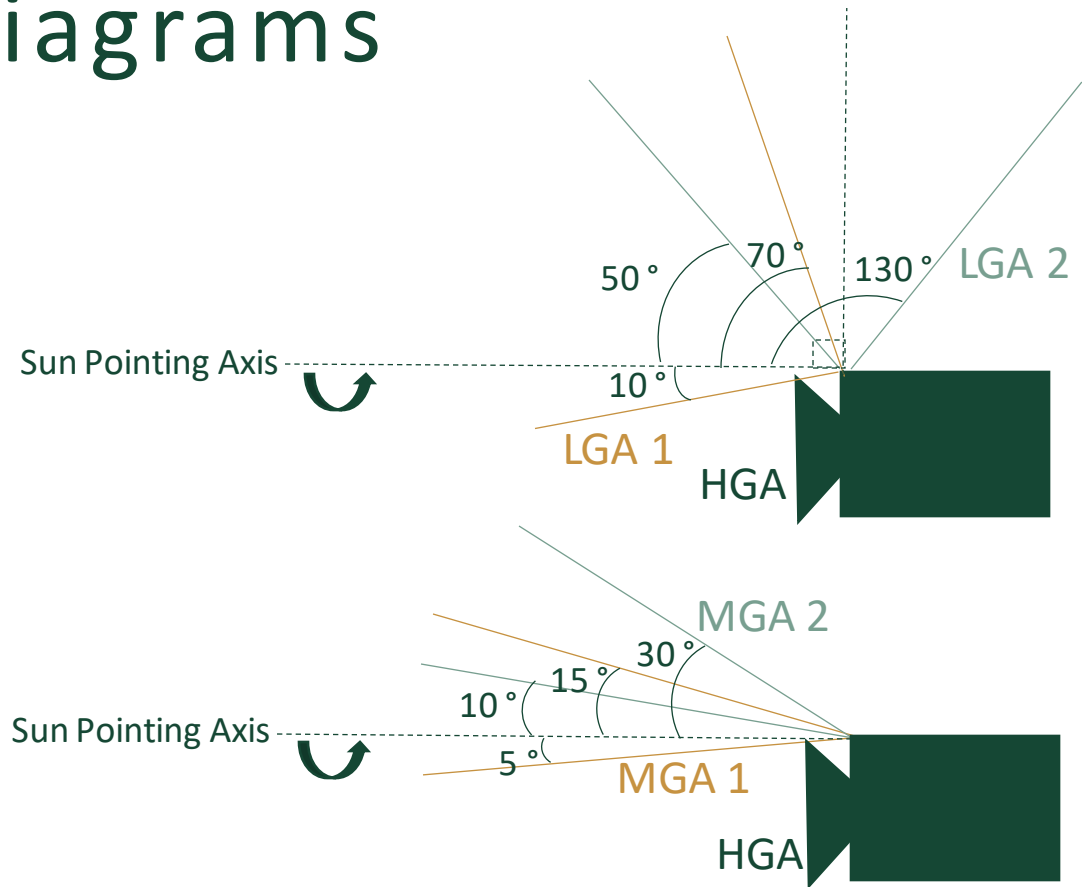 iagrams
50 °
70 °
130 °
LGA 2
Sun Pointing Axis
10 °
LGA 1
HGA
MGA 2
30 °
15 °
10 °
Sun Pointing Axis
5 °
MGA 1
HGA